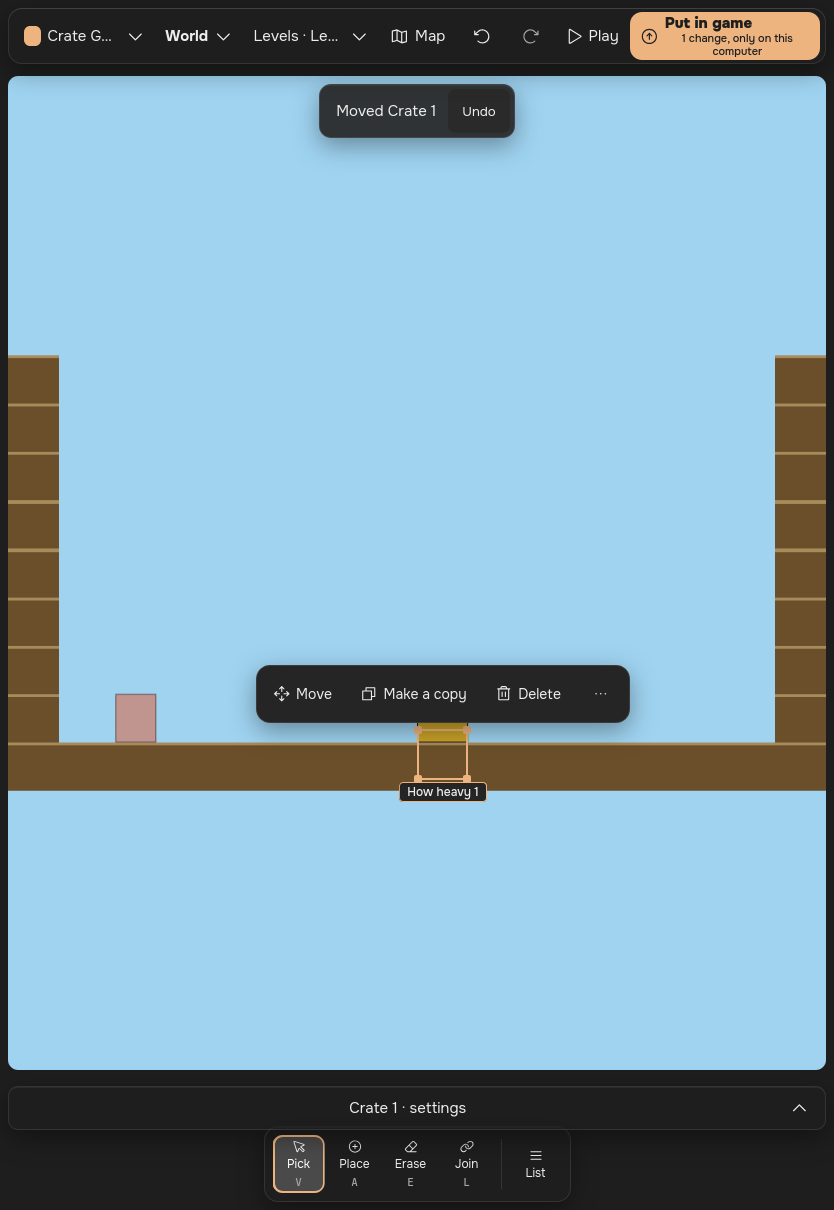 Crate G...
World
Levels · Le...
Map
Play
Put in game
1 change, only on this
computer
Moved Crate 1
Undo
Move
Make a copy
Delete
...
How heavy 1
Crate 1 · settings
Pick
Place
Erase
Join
List
V
A
E
L